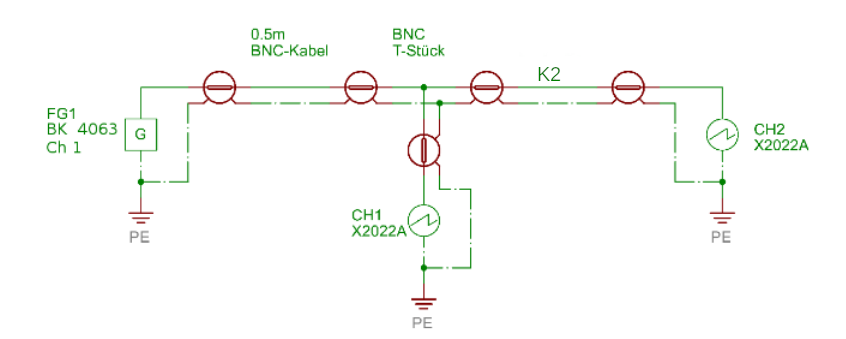 0.5m
BNC-Kabel
BNC
T-Stück
K2
FG1
BK 4063
Ch 1
G
CH2
X2022A
CH1
X2022A
PE
PE
PE